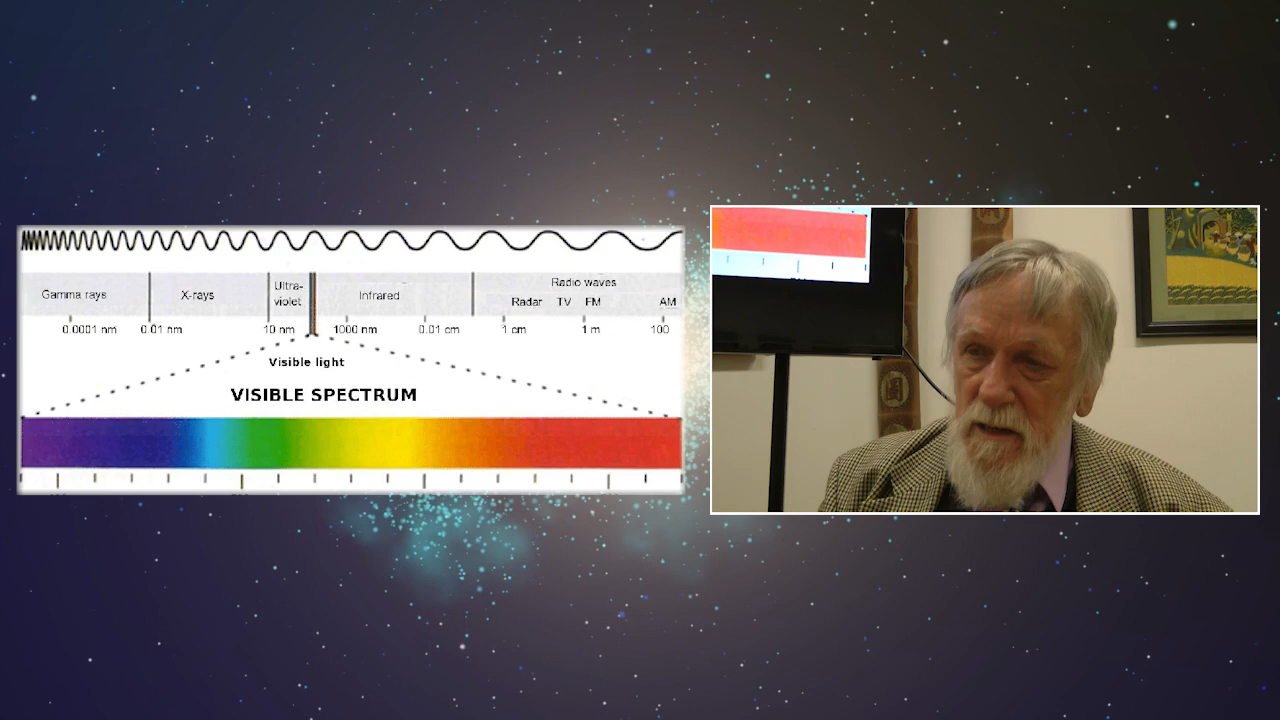 Gamma rays X-rays Ultra-
violet Infrared Radio waves
Radar TV FM AM
0.0001 nm 0.01 nm 10 nm 1000 nm 0.01 cm 1 cm 1 m 100
Visible light
VISIBLE SPECTRUM